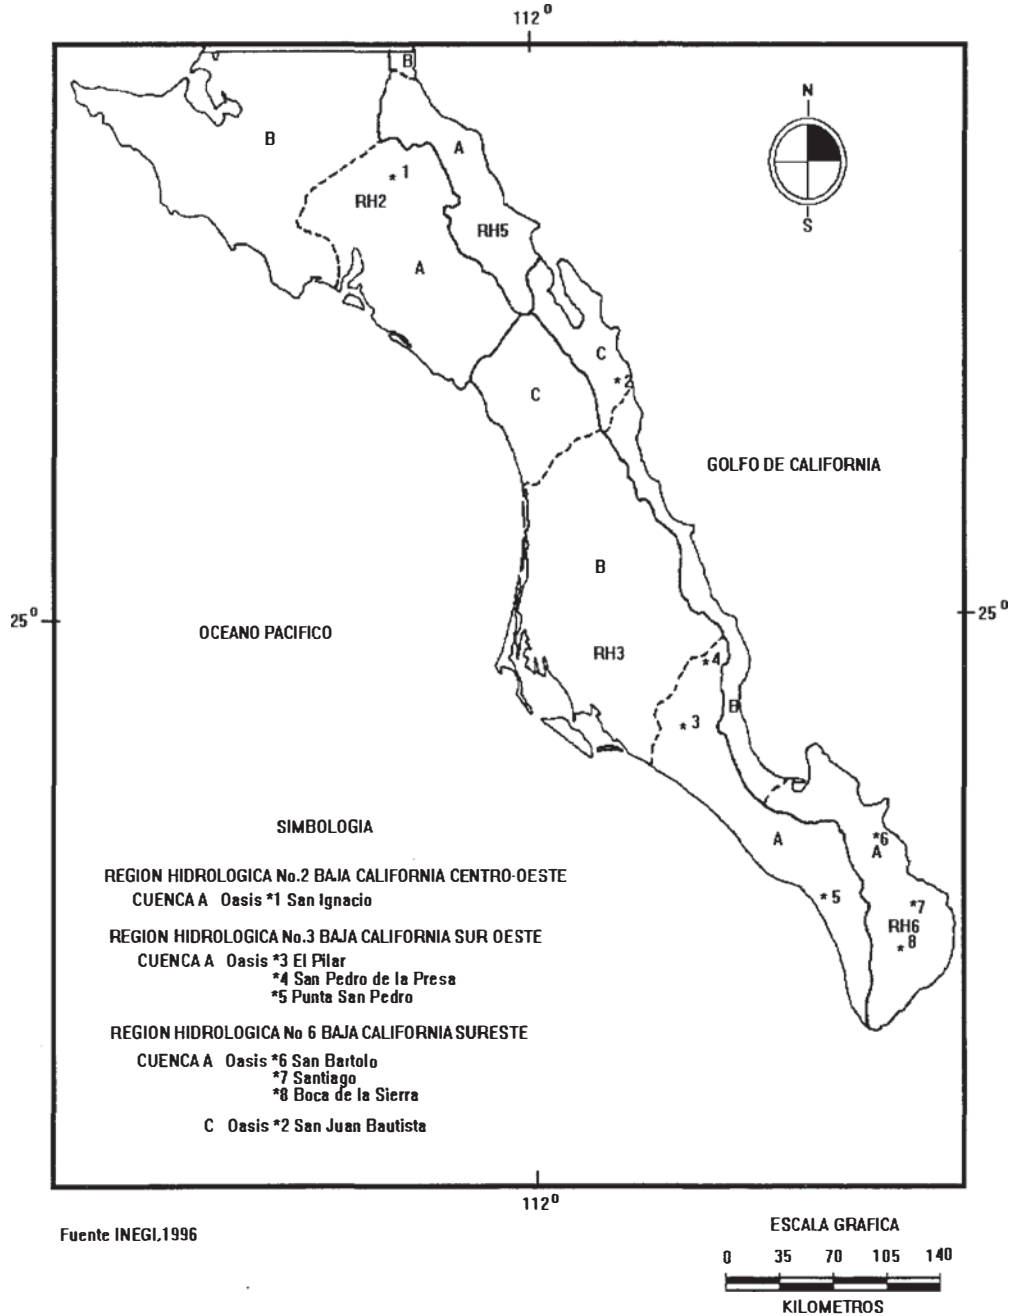 112°
B
N
B
A
*1
RH2
S
RH5
A
C
*2
C
GOLFO DE CALIFORNIA
B
25°
25°
OCEANO PACIFICO
RH3
*4
B
*3
SIMBOLOGIA
A
*6
A
REGION HIDROLOGICA No.2 BAJA CALIFORNIA CENTRO-OESTE
CUENCA A Oasis *1 San Ignacio
*5
*7
RH6
REGION HIDROLOGICA No.3 BAJA CALIFORNIA SUR OESTE
*8
CUENCA A Oasis *3 El Pilar
*4 San Pedro de la Presa
*5 Punta San Pedro
REGION HIDROLOGICA No 6 BAJA CALIFORNIA SURESTE
CUENCA A Oasis *6 San Bartolo
*7 Santiago
*8 Boca de la Sierra
C Oasis *2 San Juan Bautista
112°
Fuente INEGI,1996
ESCALA GRAFICA
0 35 70 105 140
KILOMETROS